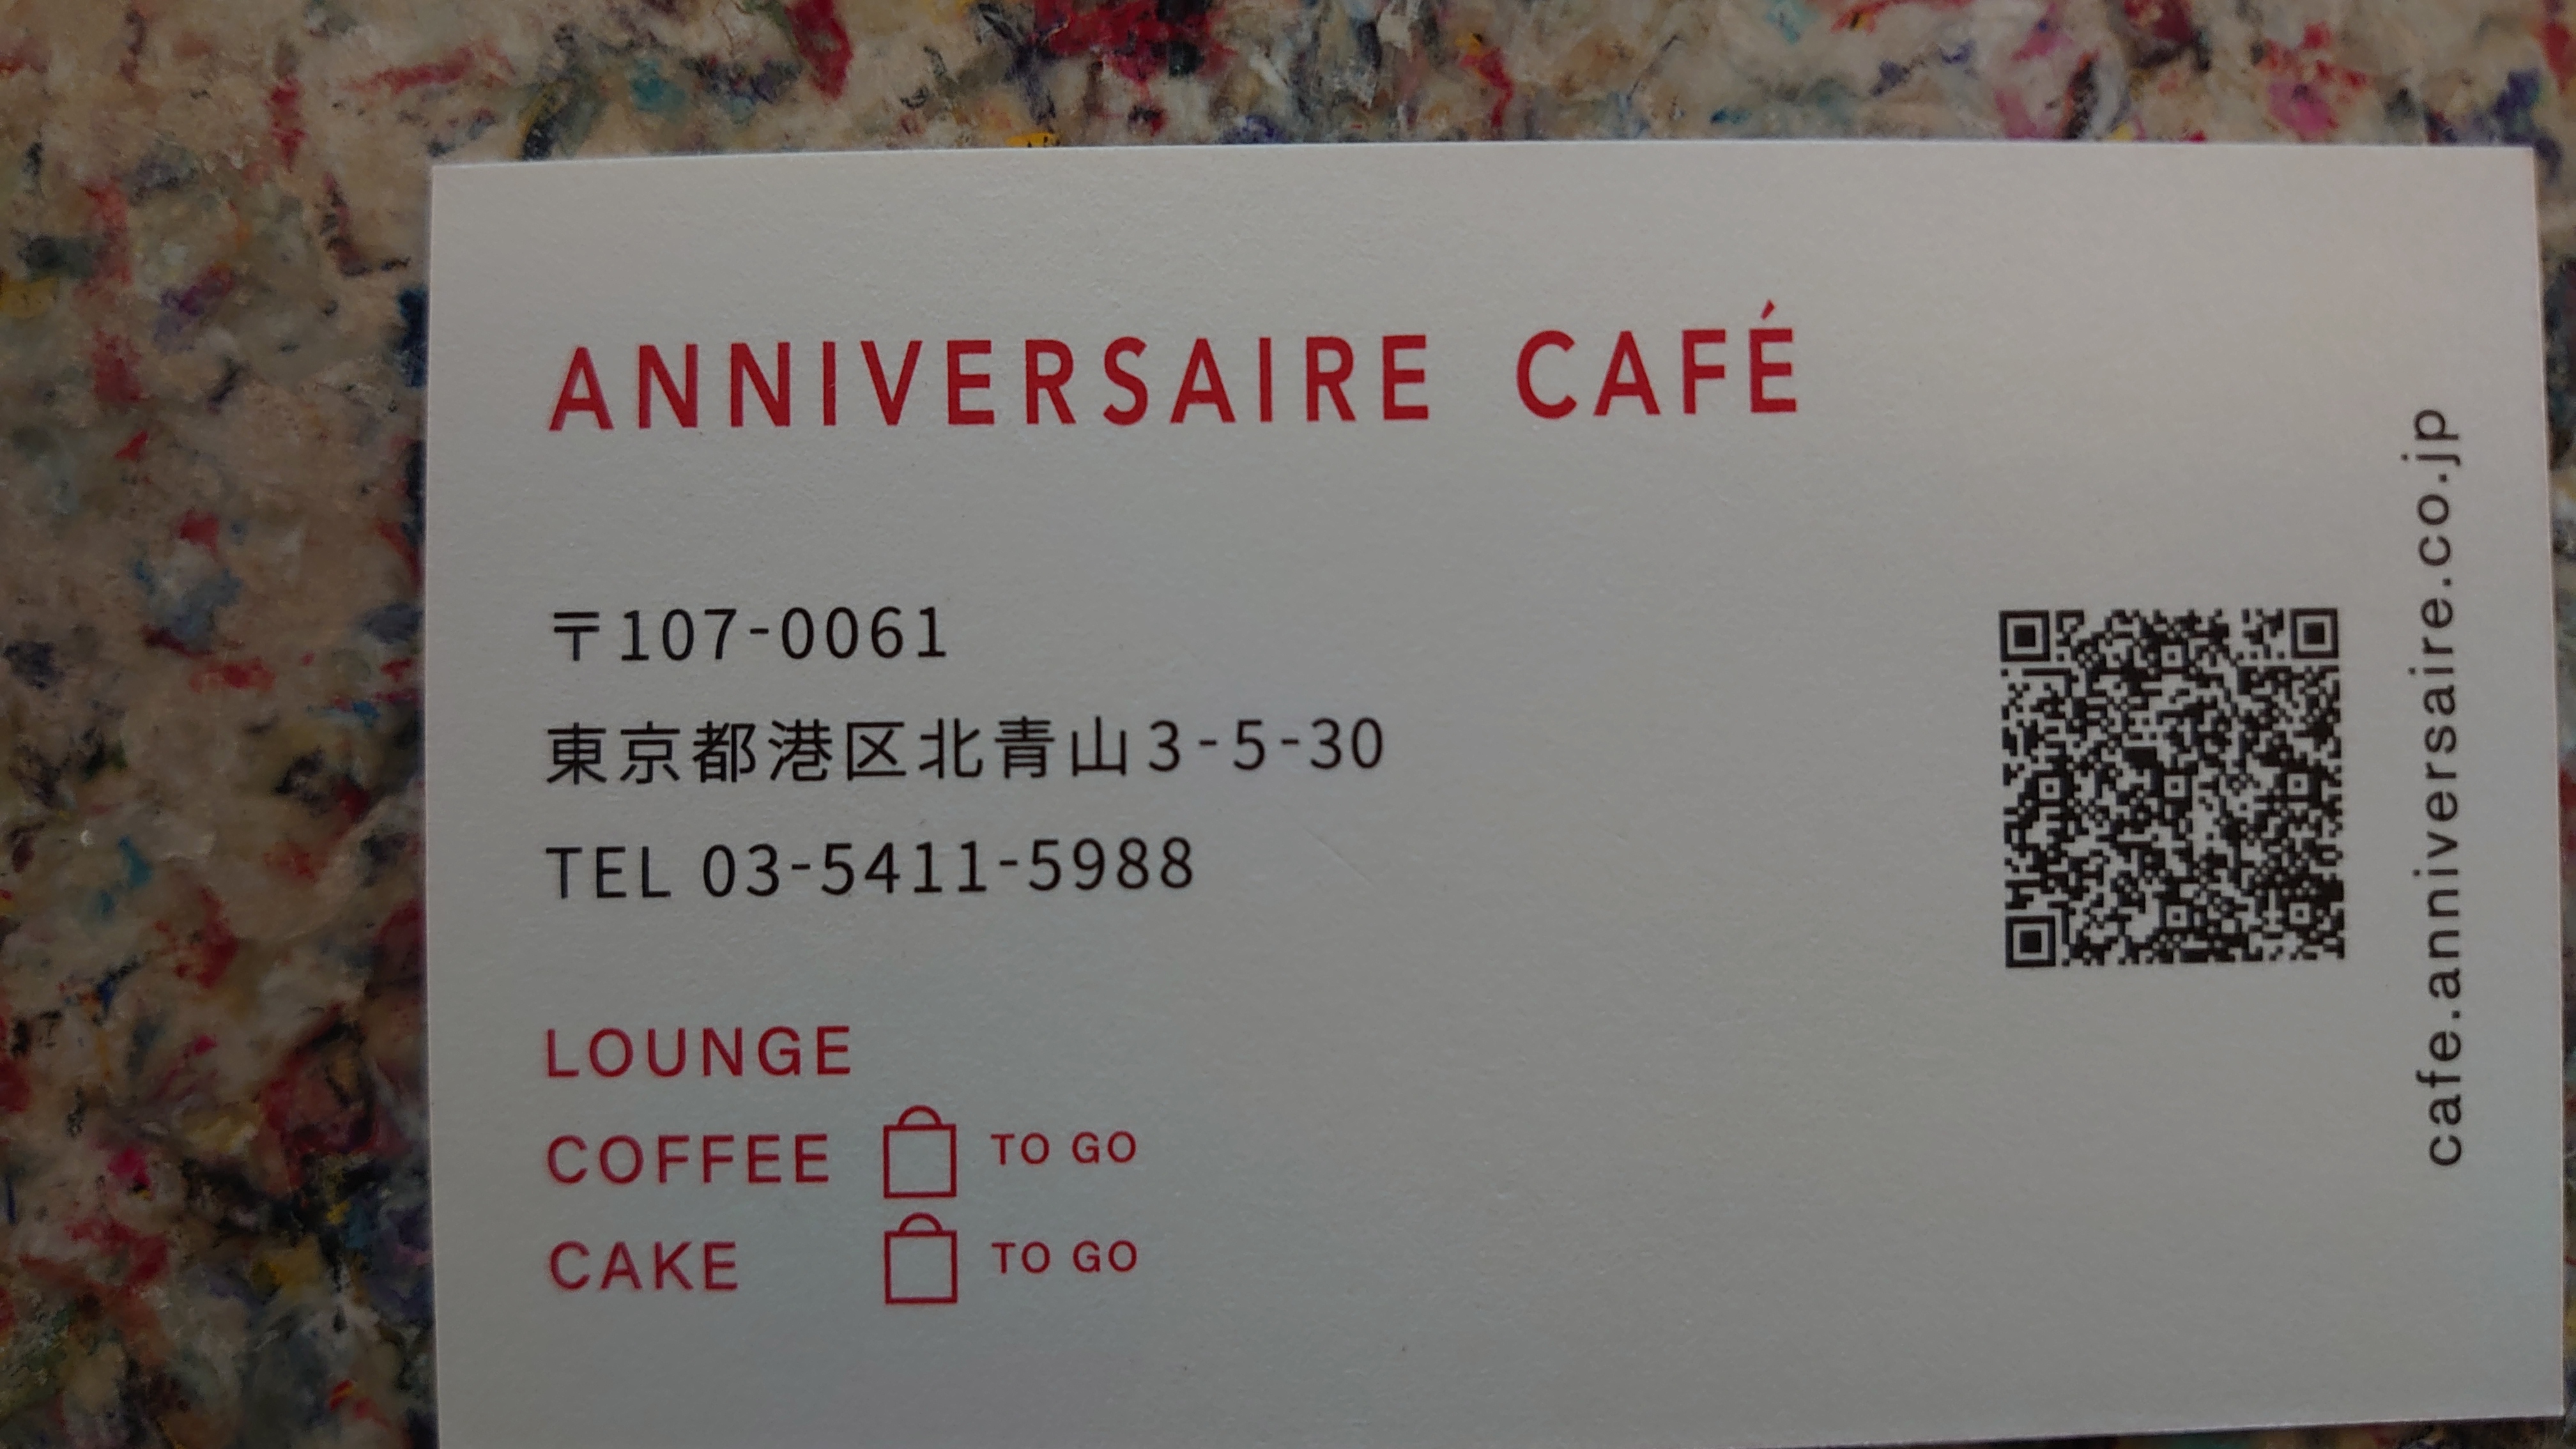 ANNIVERSAIRE CAFÉ
〒107-0061
東京都港区北青山3-5-30
TEL 03-5411-5988
LOUNGE
COFFEE TO GO
CAKE TO GO
cafe.anniversaire.co.jp